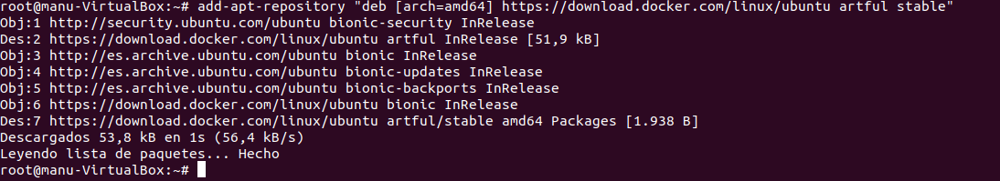 root@manu-VirtualBox:~# add-apt-repository "deb [arch=amd64] https://download.docker.com/linux/ubuntu artful stable"
Obj:1 http://security.ubuntu.com/ubuntu bionic-security InRelease
Des:2 https://download.docker.com/linux/ubuntu artful InRelease [51,9 kB]
Obj:3 http://es.archive.ubuntu.com/ubuntu bionic InRelease
Obj:4 http://es.archive.ubuntu.com/ubuntu bionic-updates InRelease
Obj:5 http://es.archive.ubuntu.com/ubuntu bionic-backports InRelease
Obj:6 https://download.docker.com/linux/ubuntu bionic InRelease
Des:7 https://download.docker.com/linux/ubuntu artful/stable amd64 Packages [1.938 B]
Descargados 53,8 kB en 1s (56,4 kB/s)
Leyendo lista de paquetes... Hecho
root@manu-VirtualBox:~#